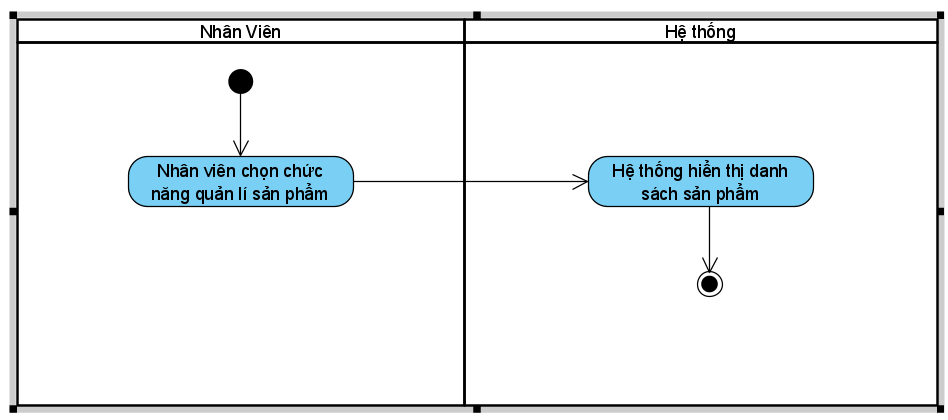 Nhân Viên
Hệ thống
Nhân viên chọn chức
năng quản lí sản phẩm
Hệ thống hiển thị danh
sách sản phẩm